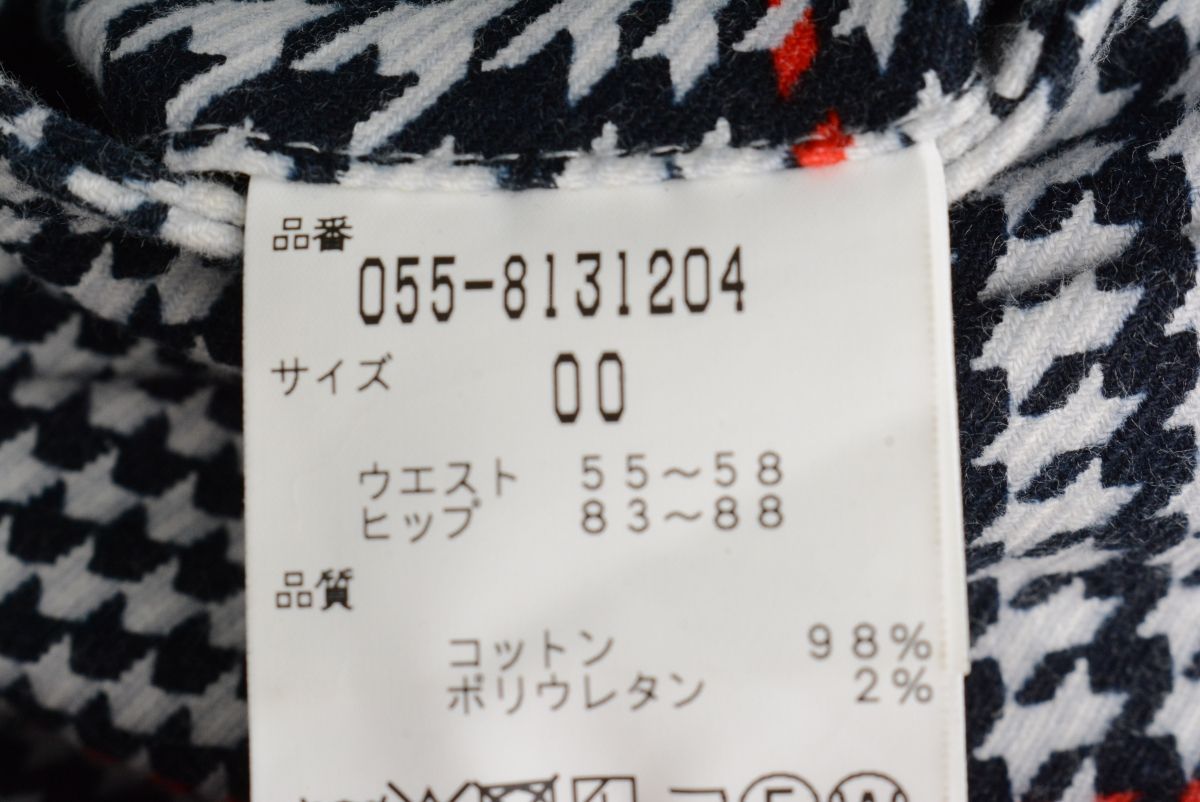 品番
055-8131204
サイズ
00
ウエスト 55～58
ヒップ 83～88
品質
コットン 98%
ポリウレタン 2%